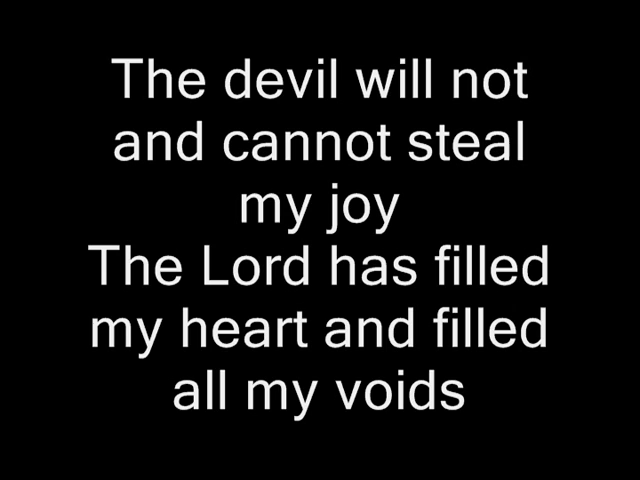 The devil will not
and cannot steal
my joy
The Lord has filled
my heart and filled
all my voids